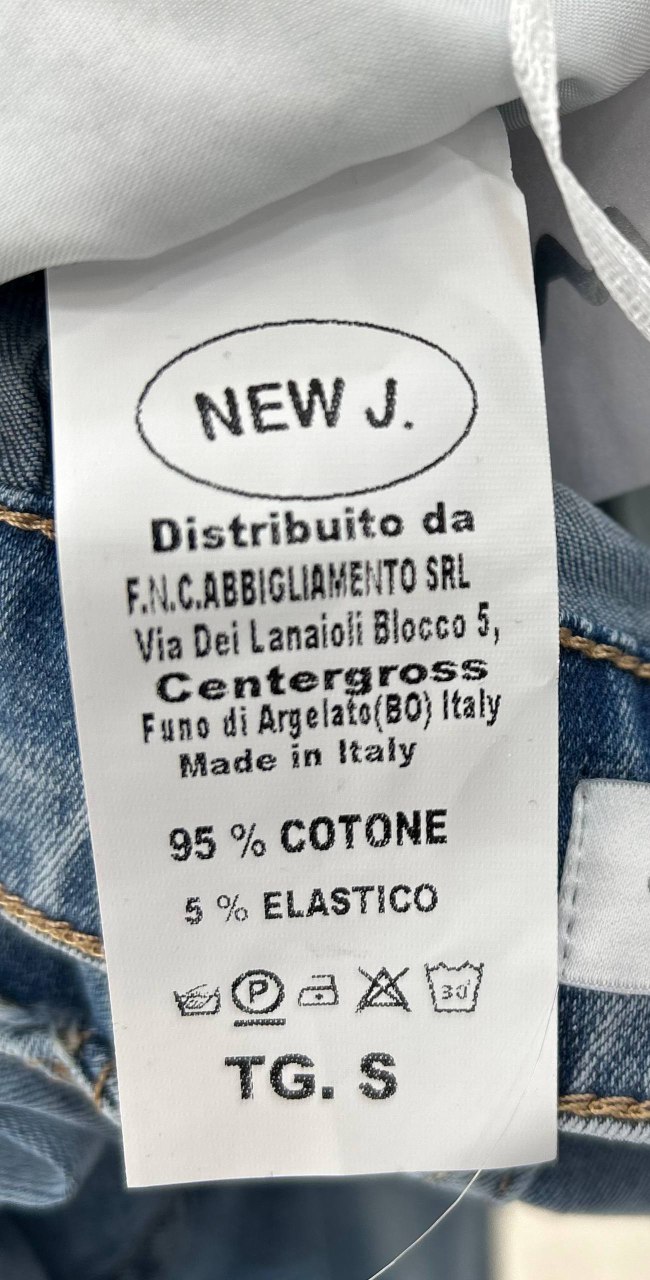 NEW J.
Distribuito da
F.N.C.ABBIGLIAMENTO SRL
Via Dei Lanaioli Blocco 5,
Centergross
Funo di Argelato(BO) Italy
Made in Italy
95 % COTONE
5 % ELASTICO
P 30
TG. S